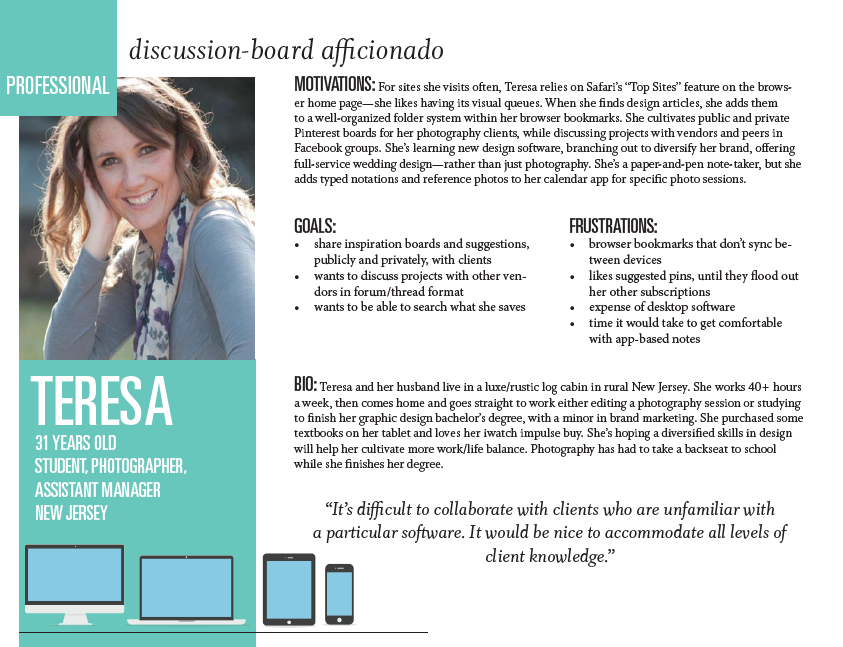 discussion-board afficionado
PROFESSIONAL
MOTIVATIONS: For sites she visits often, Teresa relies on Safari's “Top Sites” feature on the brows-
er home page—she likes having its visual queues. When she finds design articles, she adds them
to a well-organized folder system within her browser bookmarks. She cultivates public and private
Pinterest boards for her photography clients, while discussing projects with vendors and peers in
Facebook groups. She's learning new design software, branching out to diversify her brand, offering
full-service wedding design—rather than just photography. She's a paper-and-pen note-taker, but she
adds typed notations and reference photos to her calendar app for specific photo sessions.
GOALS:
• share inspiration boards and suggestions,
publicly and privately, with clients
• wants to discuss projects with other ven-
dors in forum/thread format
• wants to be able to search what she saves
FRUSTRATIONS:
• browser bookmarks that don't sync be-
tween devices
• likes suggested pins, until they flood out
her other subscriptions
• expense of desktop software
• time it would take to get comfortable
with app-based notes
TERESA
31 YEARS OLD
STUDENT, PHOTOGRAPHER,
ASSISTANT MANAGER
NEW JERSEY
BIO: Teresa and her husband live in a luxe/rustic log cabin in rural New Jersey. She works 40+ hours
a week, then comes home and goes straight to work either editing a photography session or studying
to finish her graphic design bachelor's degree, with a minor in brand marketing. She purchased some
textbooks on her tablet and loves her iwatch impulse buy. She's hoping a diversified skills in design
will help her cultivate more work/life balance. Photography has had to take a backseat to school
while she finishes her degree.
“It's difficult to collaborate with clients who are unfamiliar with
a particular software. It would be nice to accommodate all levels of
client knowledge.”